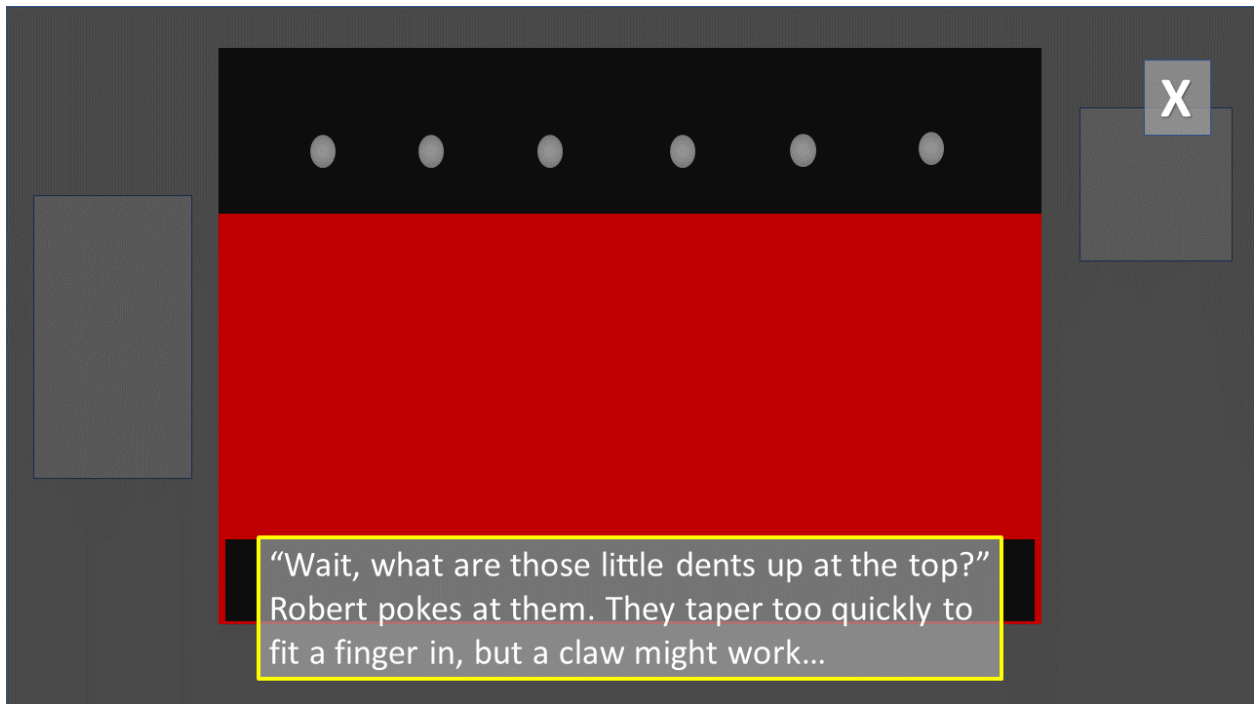 X
“Wait, what are those little dents up at the top?”
Robert pokes at them. They taper too quickly to
fit a finger in, but a claw might work…